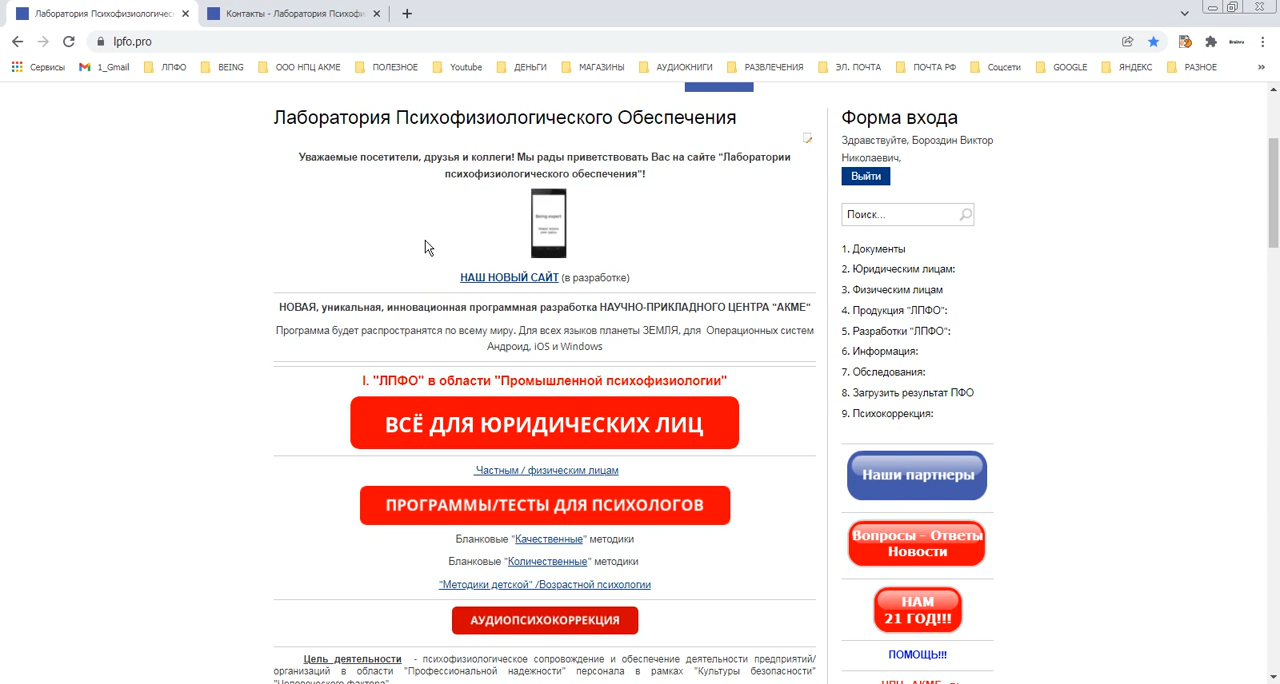 Лаборатория Психофизиологичес
Контакты - Лаборатория Психофи
lpfo.pro
Сервисы
1_Gmail
ЛПФО
BEING
ООО НПЦ АКМЕ
ПОЛЕЗНОЕ
Youtube
ДЕНЬГИ
МАГАЗИНЫ
АУДИОКНИГИ
РАЗВЛЕЧЕНИЯ
ЭЛ. ПОЧТА
ПОЧТА РФ
Соцсети
GOOGLE
ЯНДЕКС
РАЗНОЕ
»
Лаборатория Психофизиологического Обеспечения
Уважаемые посетители, друзья и коллеги! Мы рады приветствовать Вас на сайте "Лаборатории
психофизиологического обеспечения"!
Being expert
НАШ НОВЫЙ САЙТ (в разработке)
НОВАЯ, уникальная, инновационная программная разработка НАУЧНО-ПРИКЛАДНОГО ЦЕНТРА "АКМЕ"
Программа будет распространятся по всему миру. Для всех языков планеты ЗЕМЛЯ, для Операционных систем
Андроид, iOS и Windows
I. "ЛПФО" в области "Промышленной психофизиологии"
ВСЁ ДЛЯ ЮРИДИЧЕСКИХ ЛИЦ
Частным / физическим лицам
ПРОГРАММЫ/ТЕСТЫ ДЛЯ ПСИХОЛОГОВ
Бланковые "Качественные" методики
Бланковые "Количественные" методики
"Методики детской" /Возрастной психологии
АУДИОПСИХОКОРРЕКЦИЯ
Цель деятельности - психофизиологическое сопровождение и обеспечение деятельности предприятий/
организаций в области "Профессиональной надежности" персонала в рамках "Культуры безопасности"
"Человеческого фактора"
Форма входа
Здравствуйте, Бороздин Виктор
Николаевич,
Выйти
Поиск...
1. Документы
2. Юридическим лицам:
3. Физическим лицам
4. Продукция "ЛПФО":
5. Разработки "ЛПФО":
6. Информация:
7. Обследования:
8. Загрузить результат ПФО
9. Психокоррекция:
Наши партнеры
Вопросы - Ответы
Новости
НАМ
21 ГОД!!!
ПОМОЩЬ!!!